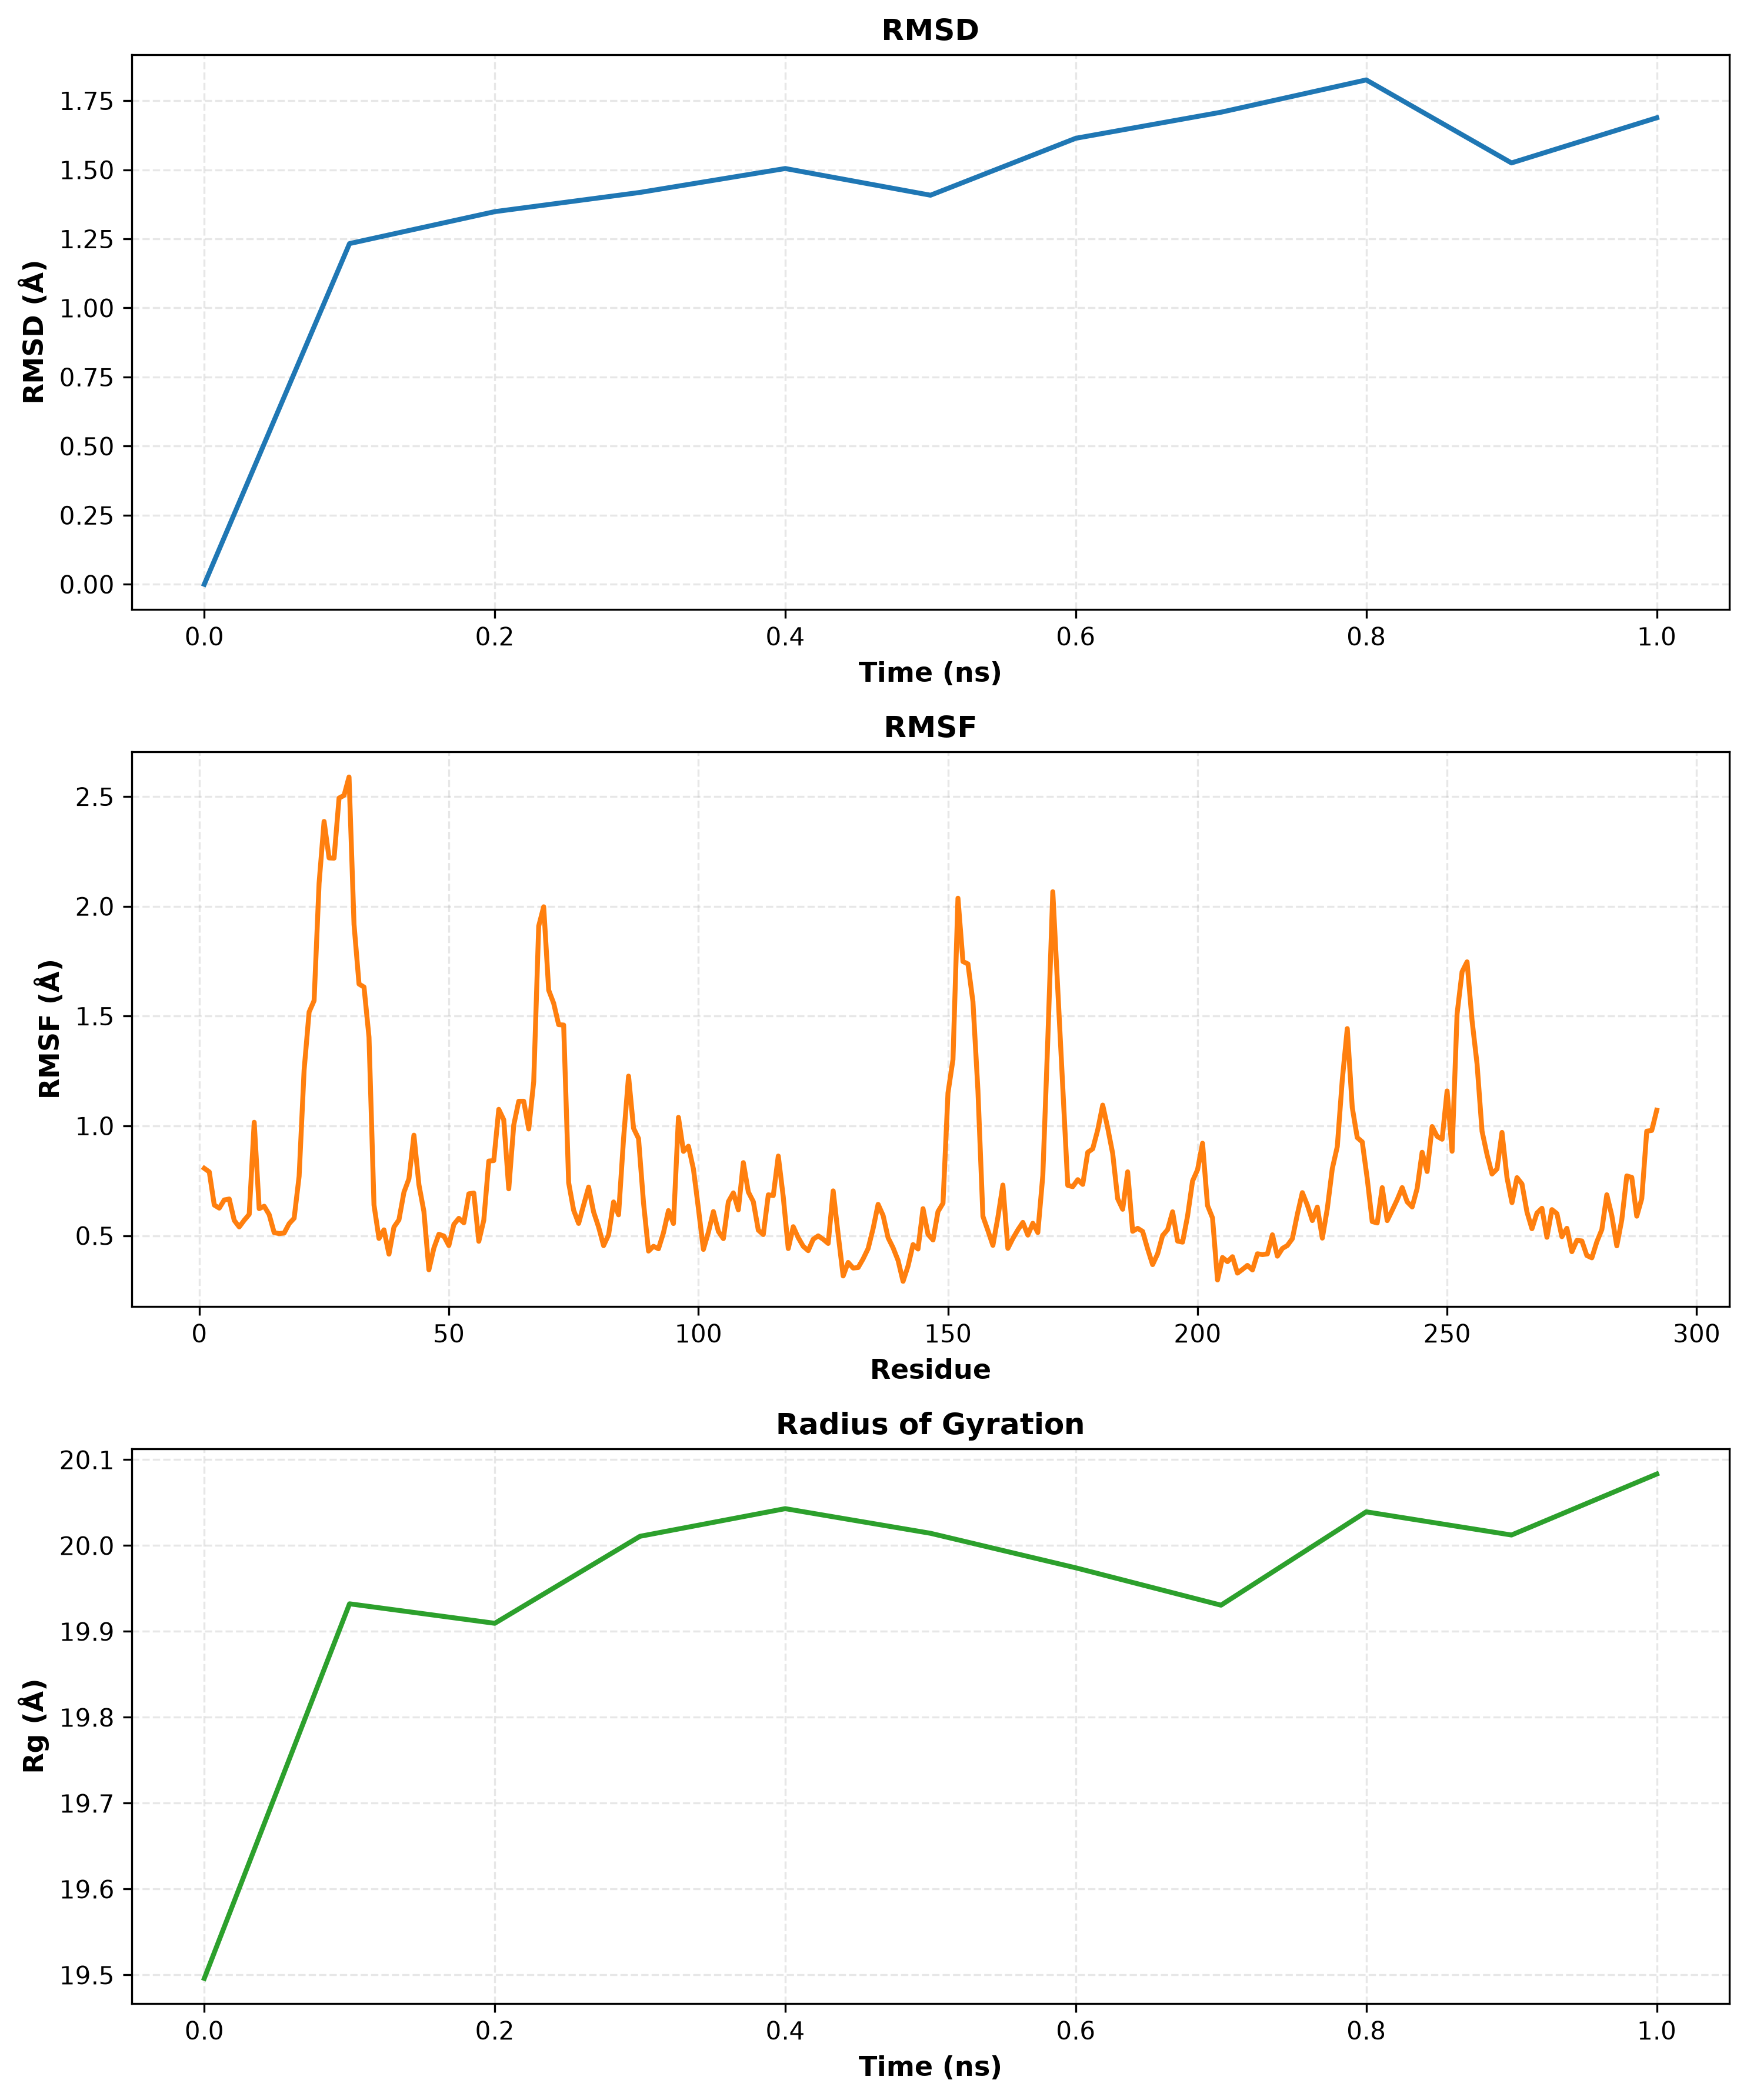 RMSD
1.75
1.50
1.25
1.00
0.75
0.50
0.25
0.00
RMSD (Å)
0.0 0.2 0.4 0.6 0.8 1.0
Time (ns)
RMSF
2.5
2.0
1.5
1.0
0.5
RMSF (Å)
0 50 100 150 200 250 300
Residue
Radius of Gyration
20.1
20.0
19.9
19.8
19.7
19.6
19.5
Rg (Å)
0.0 0.2 0.4 0.6 0.8 1.0
Time (ns)